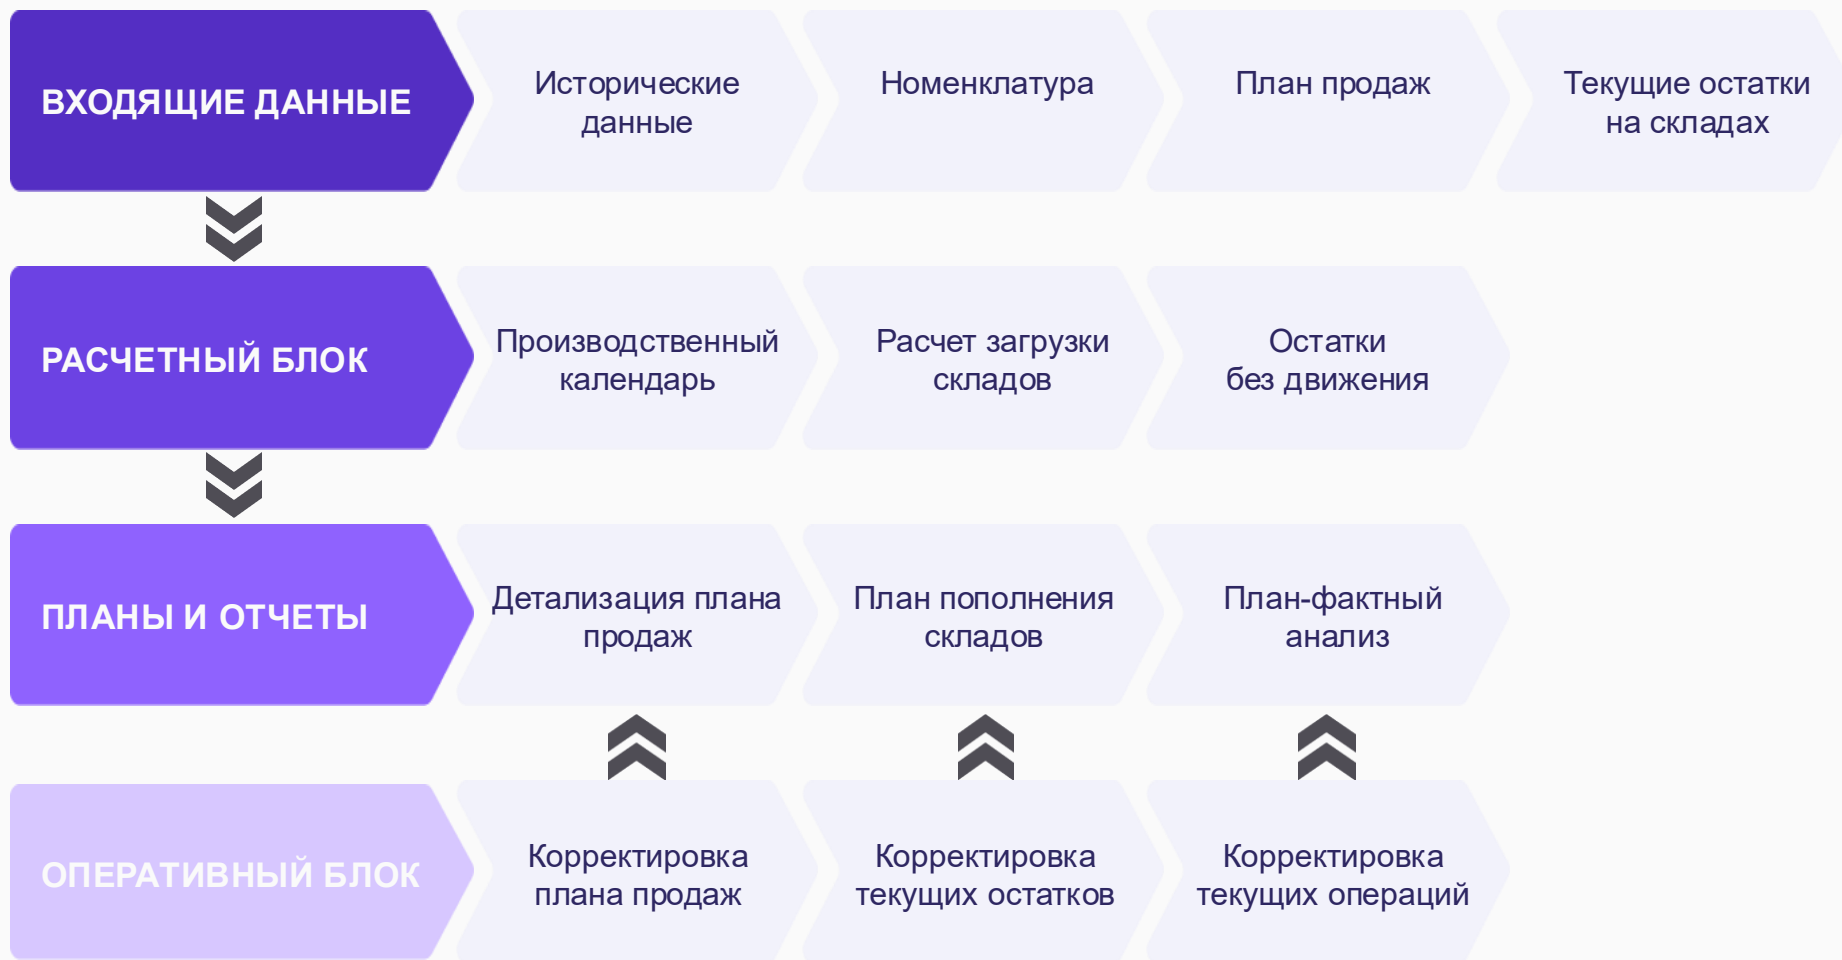 ВХОДЯЩИЕ ДАННЫЕ
Исторические
данные
Номенклатура
План продаж
Текущие остатки
на складах
РАСЧЕТНЫЙ БЛОК
Производственный
календарь
Расчет загрузки
складов
Остатки
без движения
ПЛАНЫ И ОТЧЕТЫ
Детализация плана
продаж
План пополнения
складов
План-фактный
анализ
ОПЕРАТИВНЫЙ БЛОК
Корректировка
плана продаж
Корректировка
текущих остатков
Корректировка
текущих операций